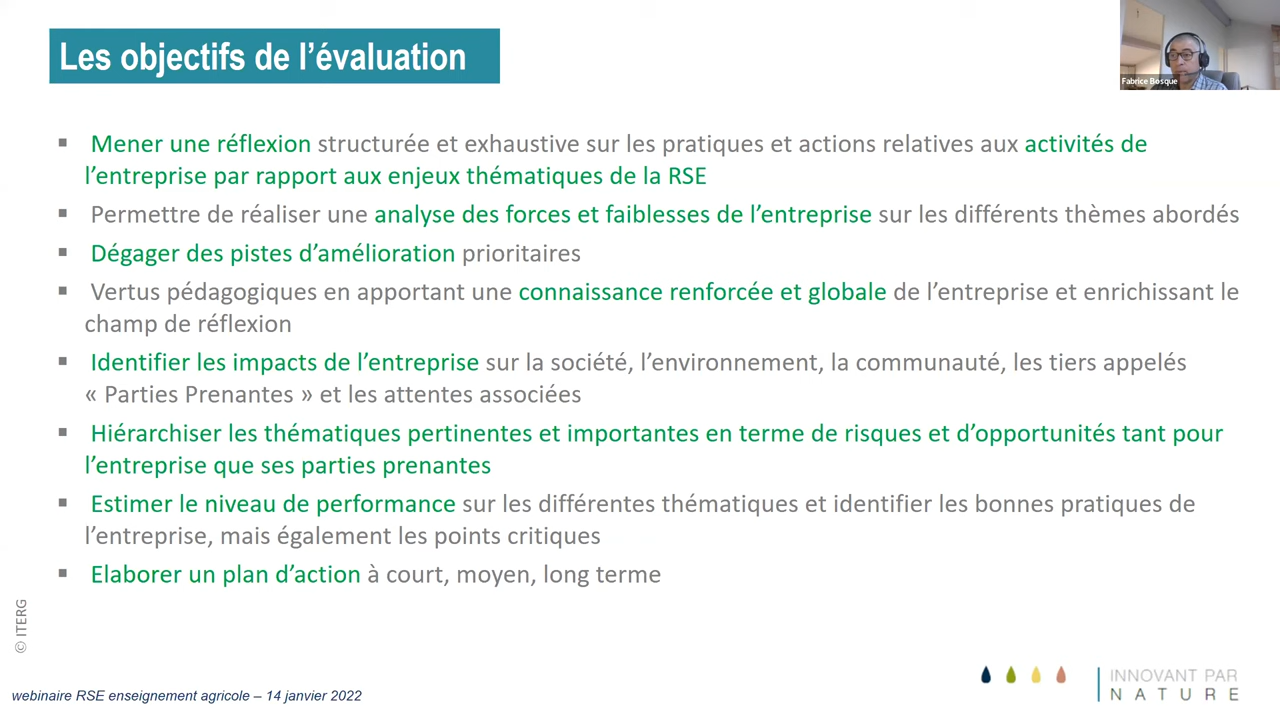 Les objectifs de l’évaluation
Fabrice Bosque
▪ Mener une réflexion structurée et exhaustive sur les pratiques et actions relatives aux activités de
l’entreprise par rapport aux enjeux thématiques de la RSE
▪ Permettre de réaliser une analyse des forces et faiblesses de l’entreprise sur les différents thèmes abordés
▪ Dégager des pistes d’amélioration prioritaires
▪ Vertus pédagogiques en apportant une connaissance renforcée et globale de l’entreprise et enrichissant le
champ de réflexion
▪ Identifier les impacts de l’entreprise sur la société, l’environnement, la communauté, les tiers appelés
« Parties Prenantes » et les attentes associées
▪ Hiérarchiser les thématiques pertinentes et importantes en terme de risques et d’opportunités tant pour
l’entreprise que ses parties prenantes
▪ Estimer le niveau de performance sur les différentes thématiques et identifier les bonnes pratiques de
l’entreprise, mais également les points critiques
▪ Elaborer un plan d’action à court, moyen, long terme
© ITERG
webinaire RSE enseignement agricole – 14 janvier 2022
INNOVANT PAR
NATURE